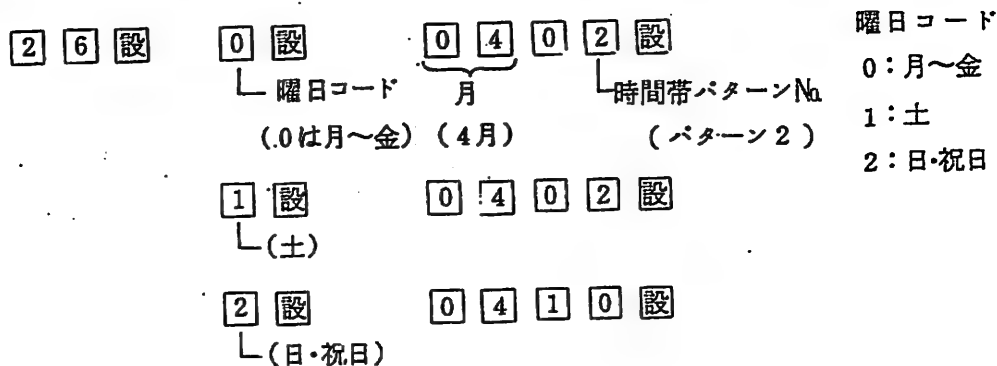 2 6 設 0 設 0 4 0 2 設
曜日コード 月 時間帯パターンNo.
(.0は月〜金) (4月) (パターン2)
1 設 0 4 0 2 設
(土)
2 設 0 4 1 0 設
(日・祝日)
曜日コード
0:月〜金
1:土
2:日・祝日